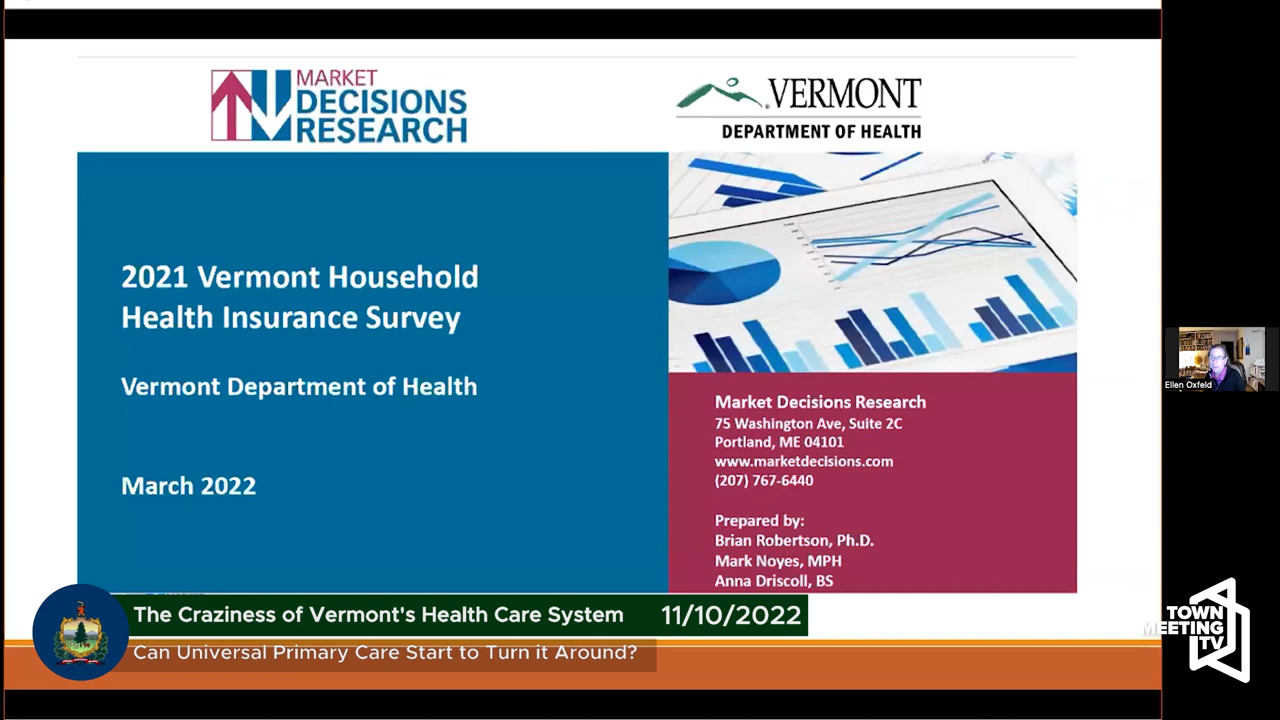 MARKET
DECISIONS
RESEARCH
VERMONT
DEPARTMENT OF HEALTH
2021 Vermont Household
Health Insurance Survey
Vermont Department of Health
March 2022
Market Decisions Research
75 Washington Ave, Suite 2C
Portland, ME 04101
www.marketdecisions.com
(207) 767-6440
Prepared by:
Brian Robertson, Ph.D.
Mark Noyes, MPH
Anna Driscoll, BS
Ellen Oxfeld
The Craziness of Vermont's Health Care System 11/10/2022
Can Universal Primary Care Start to Turn it Around?
TOWN
MEETING
TV